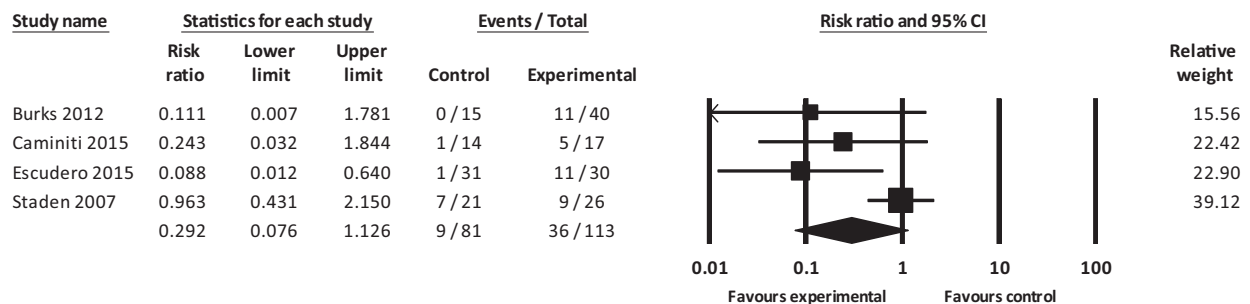 Study name Statistics for each study Events / Total Risk ratio and 95% CI
Risk ratio Lower limit Upper limit Control Experimental Relative weight
Burks 2012 0.111 0.007 1.781 0 / 15 11 / 40 15.56
Caminiti 2015 0.243 0.032 1.844 1 / 14 5 / 17 22.42
Escudero 2015 0.088 0.012 0.640 1 / 31 11 / 30 22.90
Staden 2007 0.963 0.431 2.150 7 / 21 9 / 26 39.12
0.292 0.076 1.126 9 / 81 36 / 113
0.01 0.1 1 10 100
Favours experimental Favours control